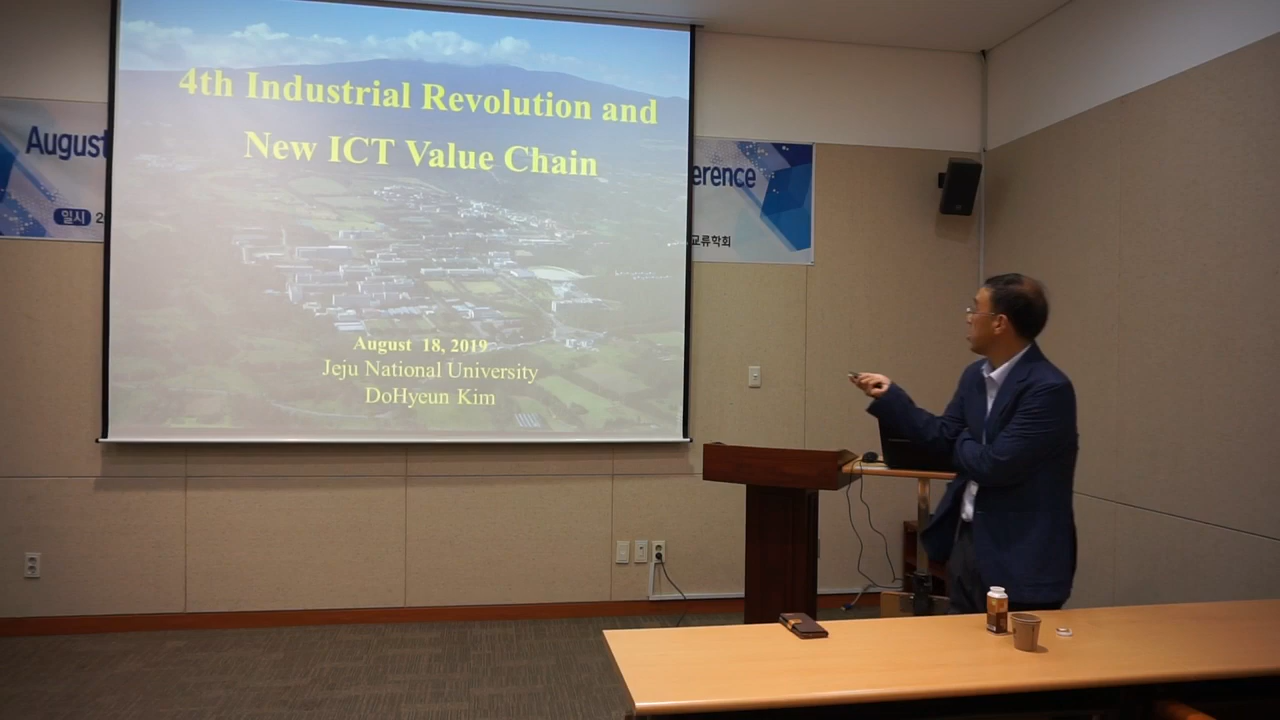 4th Industrial Revolution and
New ICT Value Chain
August
erence
일시 2
교류학회
August 18, 2019
Jeju National University
DoHyeun Kim